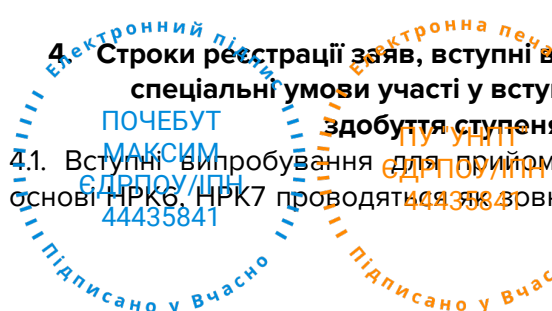 4. Строки реєстрації заяв, вступні в
спеціальні умови участі у всту
здобуття ступеня
4.1. Вступні випробування для прийом
основі НРК6, НРК7 проводяться як зовн
Електронний підпис
ПОЧЕБУТ
МАКСИМ
ЄДРПОУ/ІПН
44435841
Підписано у Вчасно
Електронна печа
ПУ "УНПТ"
ЄДРПОУ/ІПН
44435841
Підписано у Вчас